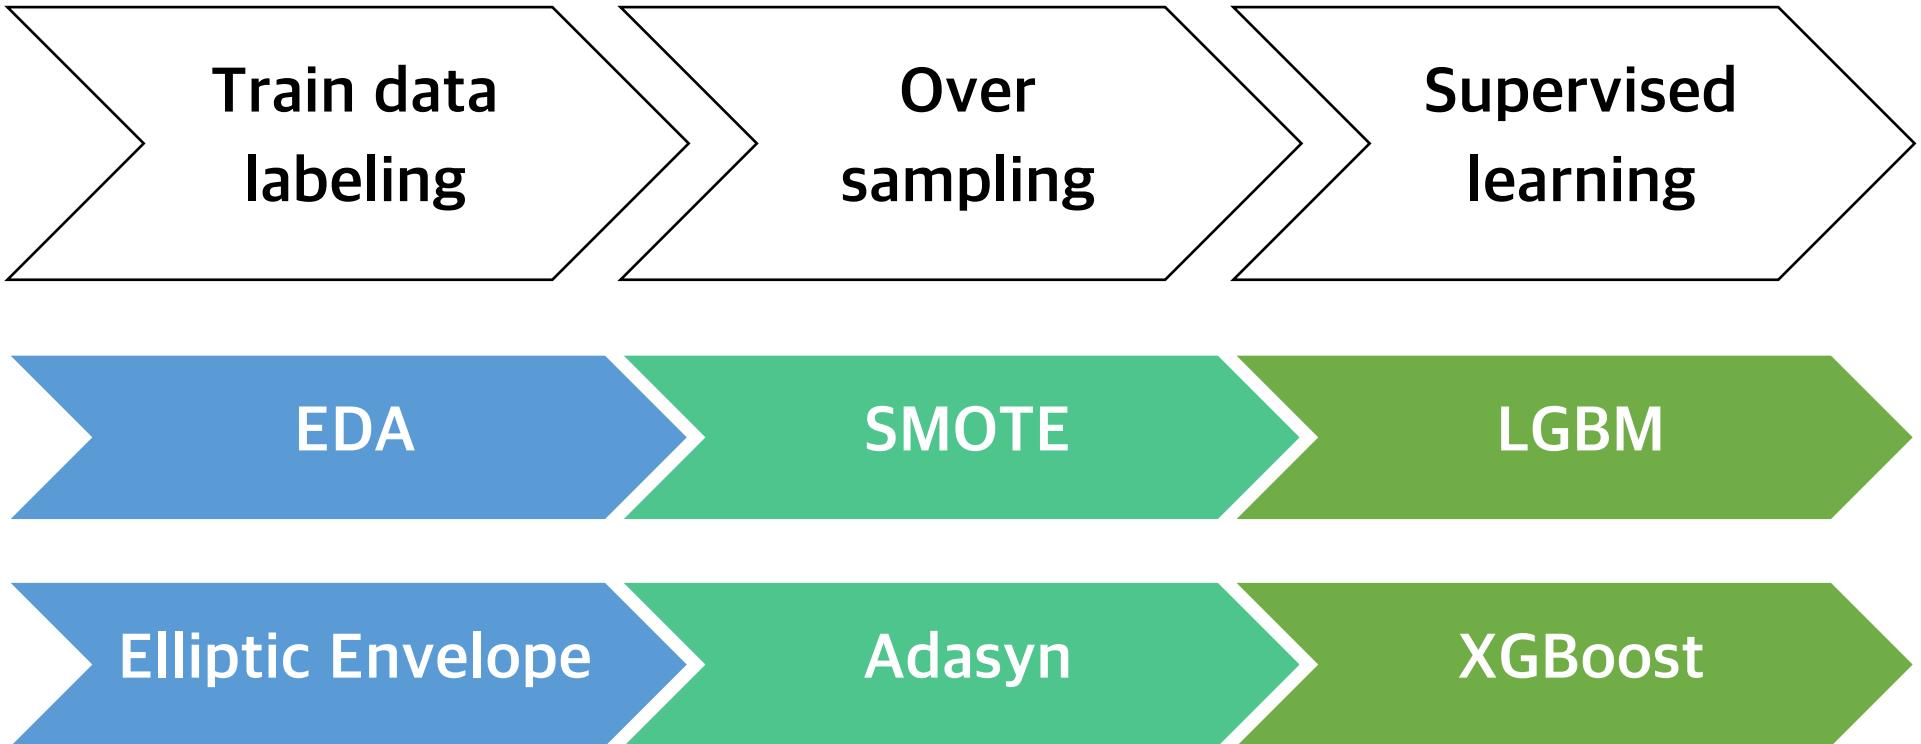 Train data
labeling
Over
sampling
Supervised
learning
EDA
SMOTE
LGBM
Elliptic Envelope
Adasyn
XGBoost